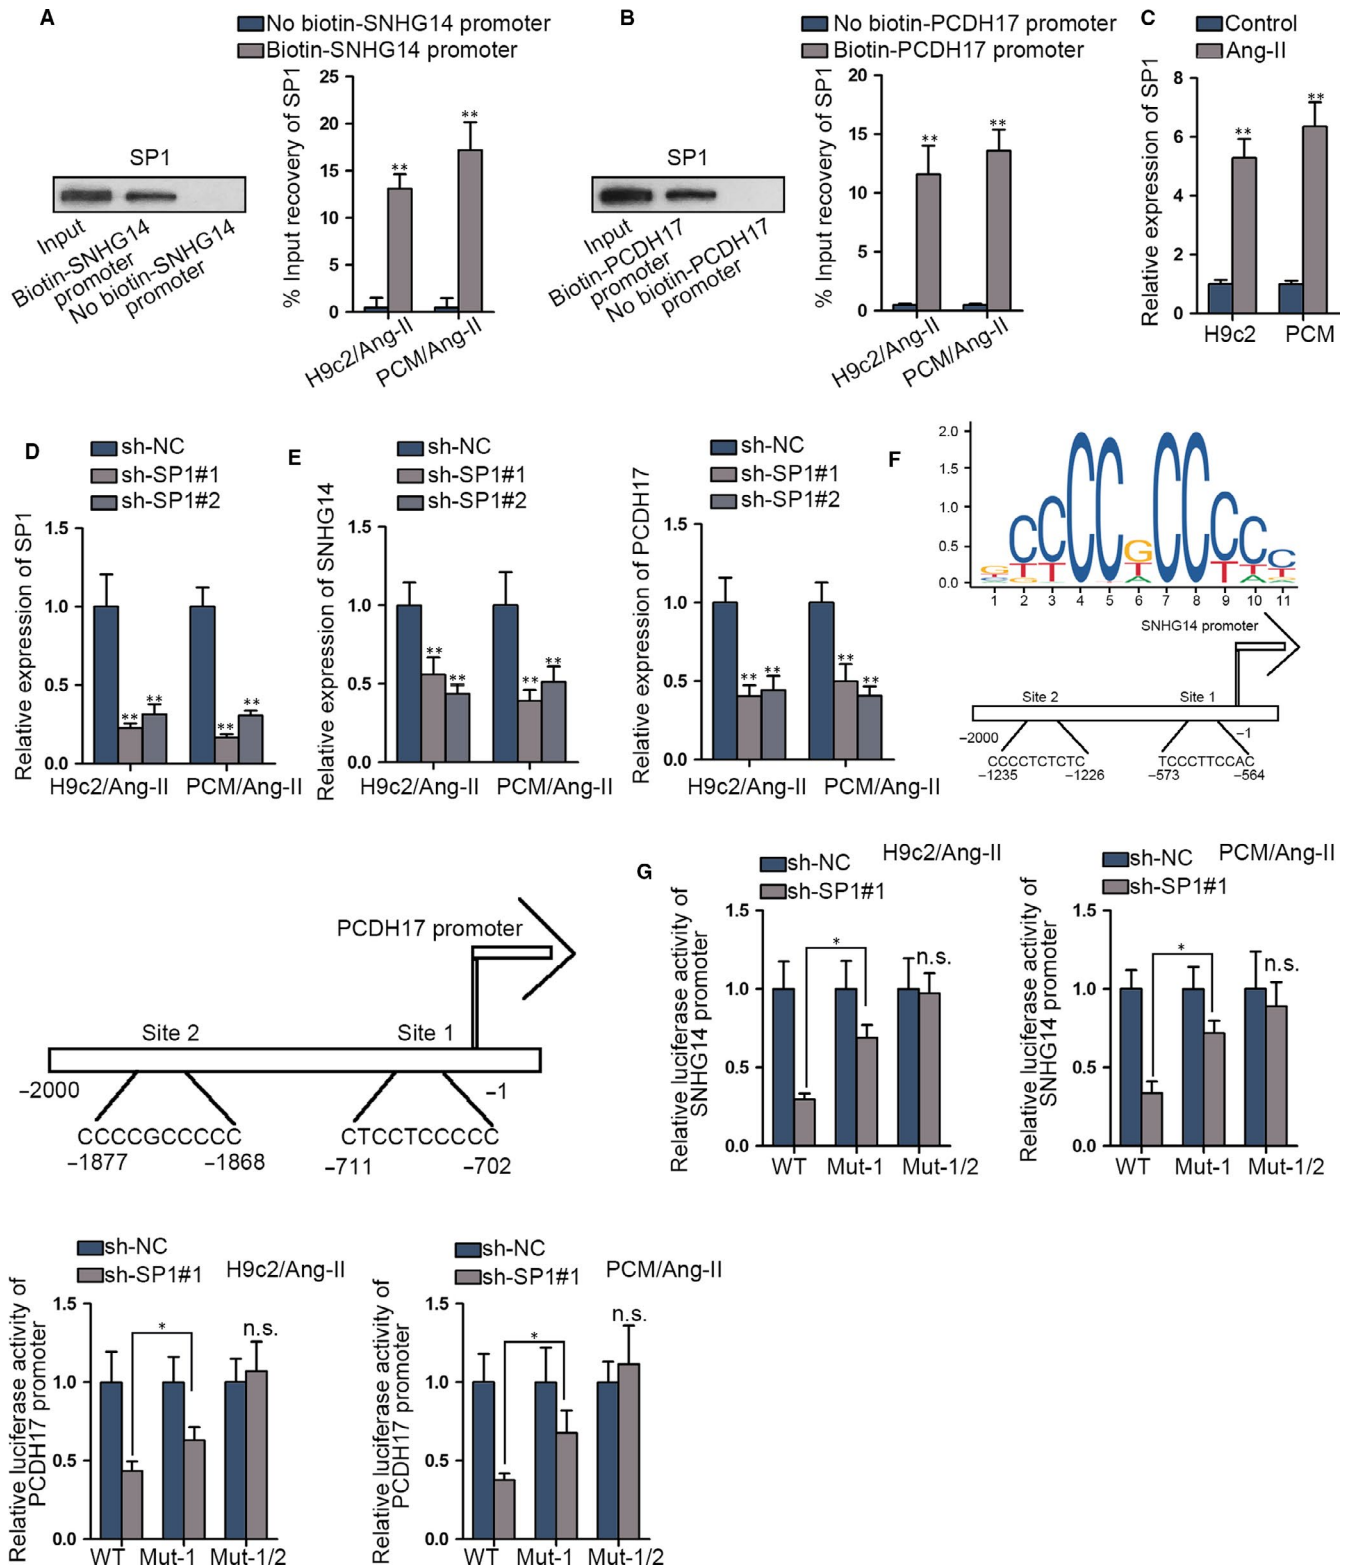 A
No biotin-SNHG14 promoter
Biotin-SNHG14 promoter
SP1
Input
Biotin-SNHG14
promoter
No biotin-SNHG14
promoter
% Input recovery of SP1
25
20
15
10
5
0
**
**
H9c2/Ang-II
PCM/Ang-II
B
No biotin-PCDH17 promoter
Biotin-PCDH17 promoter
SP1
Input
Biotin-PCDH17
promoter
No biotin-PCDH17
promoter
% Input recovery of SP1
20
15
10
5
0
**
**
H9c2/Ang-II
PCM/Ang-II
C
Control
Ang-II
Relative expression of SP1
8
6
4
2
0
**
**
H9c2
PCM
D
sh-NC
sh-SP1#1
sh-SP1#2
Relative expression of SP1
1.5
1.0
0.5
0.0
**
**
**
**
H9c2/Ang-II
PCM/Ang-II
E
sh-NC
sh-SP1#1
sh-SP1#2
Relative expression of SNHG14
1.5
1.0
0.5
0.0
**
**
**
**
H9c2/Ang-II
PCM/Ang-II
sh-NC
sh-SP1#1
sh-SP1#2
Relative expression of PCDH17
1.5
1.0
0.5
0.0
**
**
**
**
H9c2/Ang-II
PCM/Ang-II
F
2.0
1.5
1.0
0.5
0.0
1 2 3 4 5 6 7 8 9 10 11
SNHG14 promoter
Site 2
Site 1
–2000
–1
CCCCTCTCTC
TCCCTTCCAC
–1235
–1226
–573
–564
PCDH17 promoter
Site 2
Site 1
–2000
–1
CCCCGCCCCC
CTCCTCCCCC
–1877
–1868
–711
–702
G
sh-NC
sh-SP1#1
H9c2/Ang-II
Relative luciferase activity of
SNHG14 promoter
1.5
1.0
0.5
0.0
*
n.s.
WT
Mut-1
Mut-1/2
sh-NC
sh-SP1#1
PCM/Ang-II
Relative luciferase activity of
SNHG14 promoter
1.5
1.0
0.5
0.0
*
n.s.
WT
Mut-1
Mut-1/2
sh-NC
sh-SP1#1
H9c2/Ang-II
Relative luciferase activity of
PCDH17 promoter
1.5
1.0
0.5
0.0
*
n.s.
WT
Mut-1
Mut-1/2
sh-NC
sh-SP1#1
PCM/Ang-II
Relative luciferase activity of
PCDH17 promoter
1.5
1.0
0.5
0.0
*
n.s.
WT
Mut-1
Mut-1/2